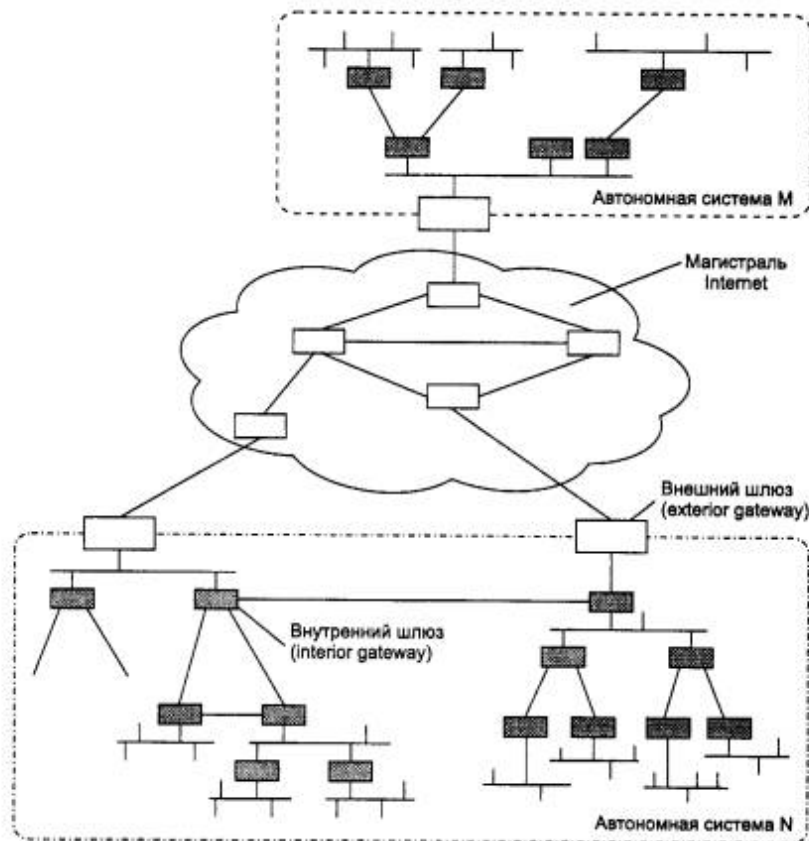 Автономная система M
Магистраль
Internet
Внешний шлюз
(exterior gateway)
Внутренний шлюз
(interior gateway)
Автономная система N